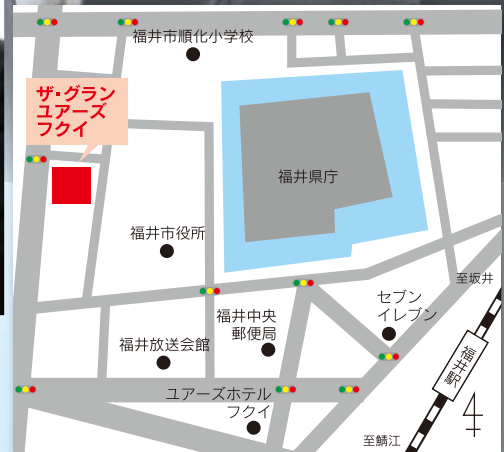 福井市順化小学校
ザ・グラン
ユアーズ
フクイ
福井県庁
福井市役所
至坂井
セブン
イレブン
福井中央
郵便局
福井放送会館
福井駅
ユアーズホテル
フクイ
至鯖江